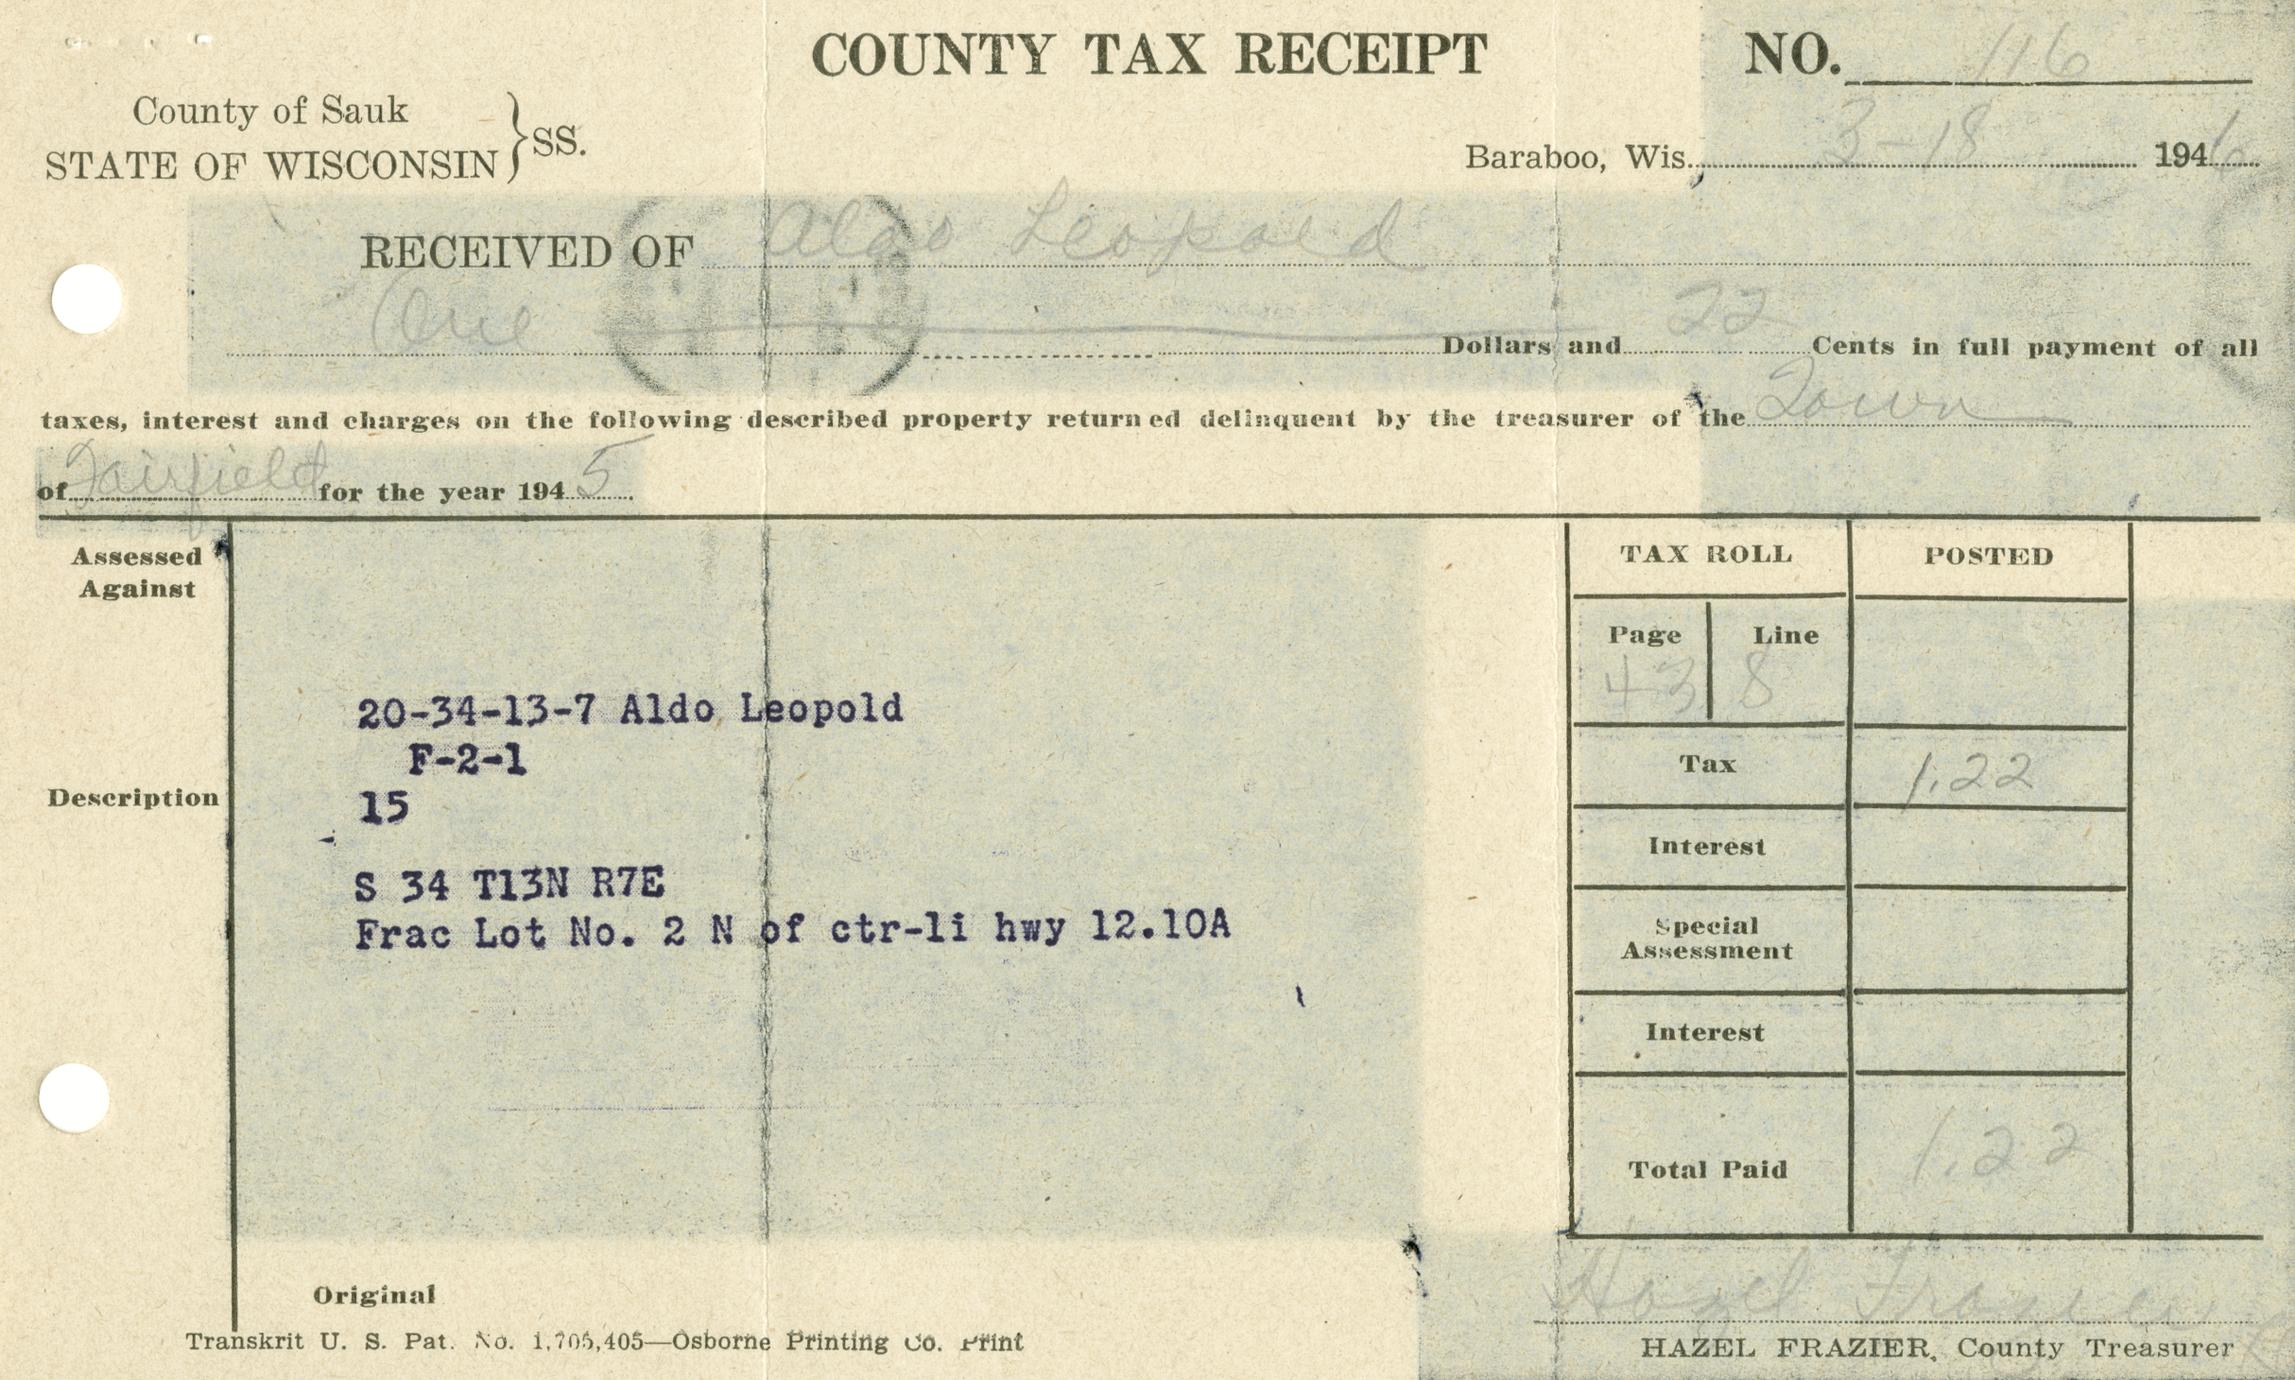 COUNTY TAX RECEIPT
NO. 116
County of Sauk
STATE OF WISCONSIN } SS.
Baraboo, Wis. 3-18 1946
RECEIVED OF Aldo Leopold
One Dollars and 22 Cents in full payment of all
taxes, interest and charges on the following described property returned delinquent by the treasurer of the Town
of Fairfield for the year 1945
Assessed
Against
20-34-13-7 Aldo Leopold
F-2-1
Description
15
S 34 T13N R7E
Frac Lot No. 2 N of ctr-li hwy 12.10A
TAX ROLL POSTED
Page Line
43 8
Tax 1.22
Interest
Special
Assessment
Interest
Total Paid 1.22
Hazel Frazier
HAZEL FRAZIER, County Treasurer
Original
Transkrit U. S. Pat. No. 1,705,405—Osborne Printing Co. Print